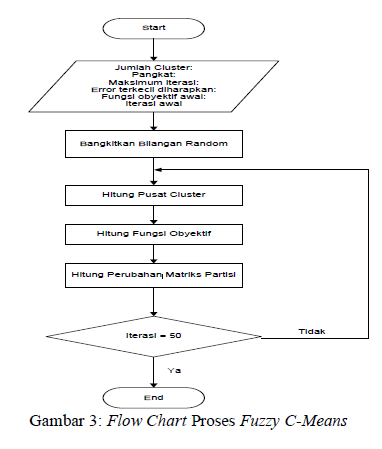 Start
Jumlah Cluster:
Pangkat:
Maksimum Iterasi:
Error terkecil diharapkan:
Fungsi obyektif awal:
Iterasi awal
Bangkitkan Bilangan Random
Hitung Pusat Cluster
Hitung Fungsi Obyektif
Hitung Perubahan Matriks Partisi
Iterasi = 50
Tidak
Ya
End
Gambar 3: Flow Chart Proses Fuzzy C-Means